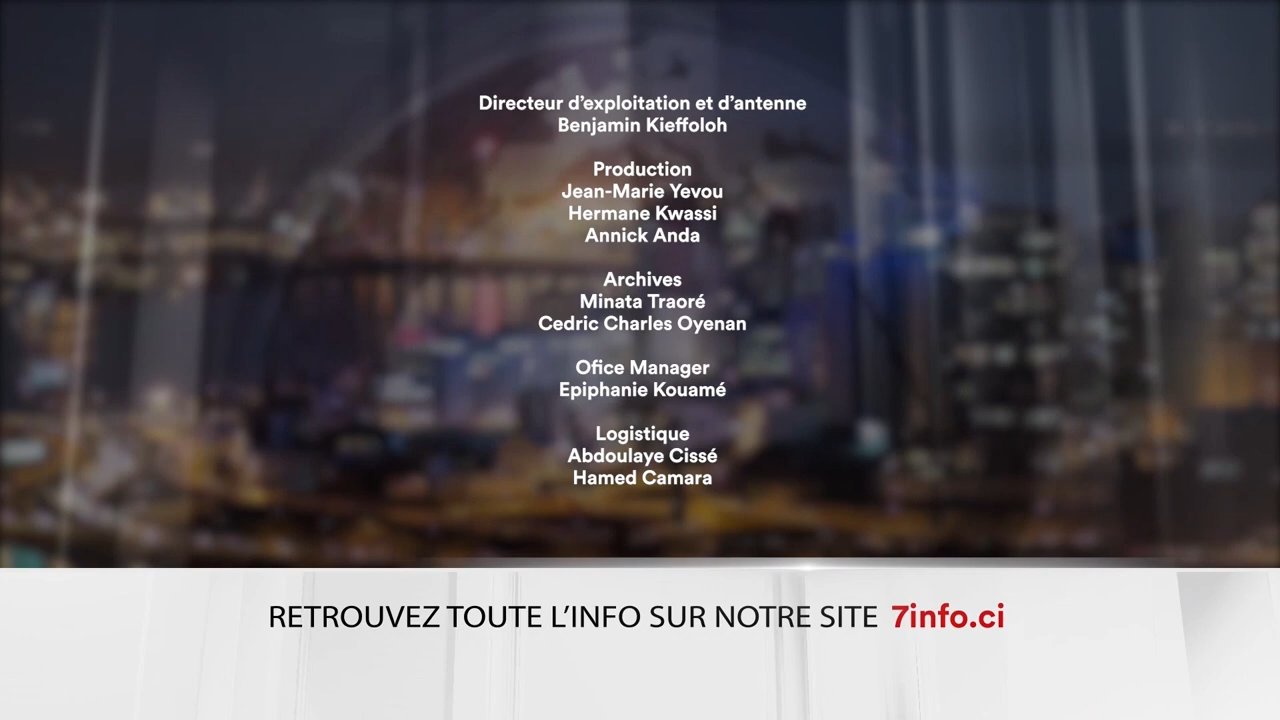 Directeur d’exploitation et d’antenne
Benjamin Kieffoloh
Production
Jean-Marie Yevou
Hermane Kwassi
Annick Anda
Archives
Minata Traoré
Cedric Charles Oyenan
Ofice Manager
Epiphanie Kouamé
Logistique
Abdoulaye Cissé
Hamed Camara
RETROUVEZ TOUTE L’INFO SUR NOTRE SITE 7info.ci